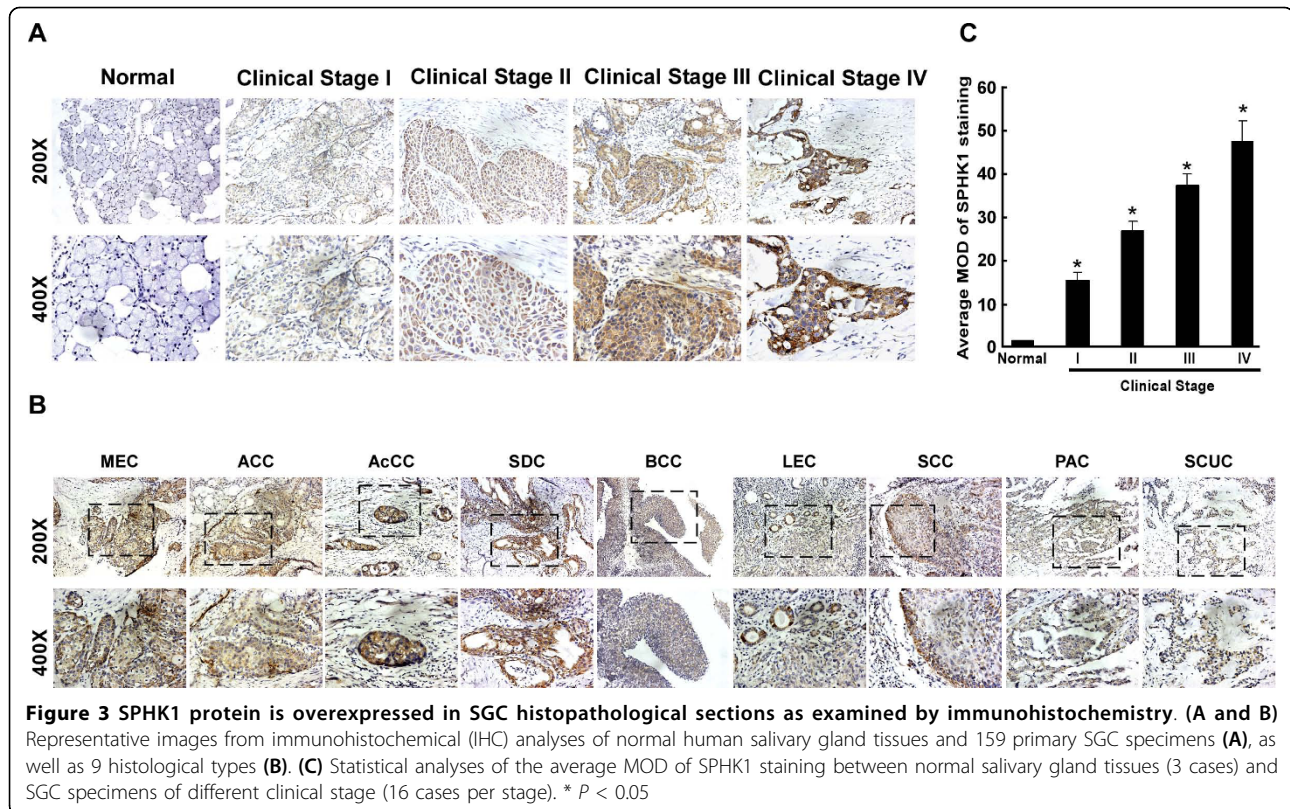 A
Normal Clinical Stage I Clinical Stage II Clinical Stage III Clinical Stage IV
200X
400X
C
Average MOD of SPHK1 staining
60
50
40
30
20
10
0
* * * *
Normal I II III IV
Clinical Stage
B
MEC ACC AcCC SDC BCC LEC SCC PAC SCUC
200X
400X
Figure 3 SPHK1 protein is overexpressed in SGC histopathological sections as examined by immunohistochemistry. (A and B)
Representative images from immunohistochemical (IHC) analyses of normal human salivary gland tissues and 159 primary SGC specimens (A), as
well as 9 histological types (B). (C) Statistical analyses of the average MOD of SPHK1 staining between normal salivary gland tissues (3 cases) and
SGC specimens of different clinical stage (16 cases per stage). * P < 0.05